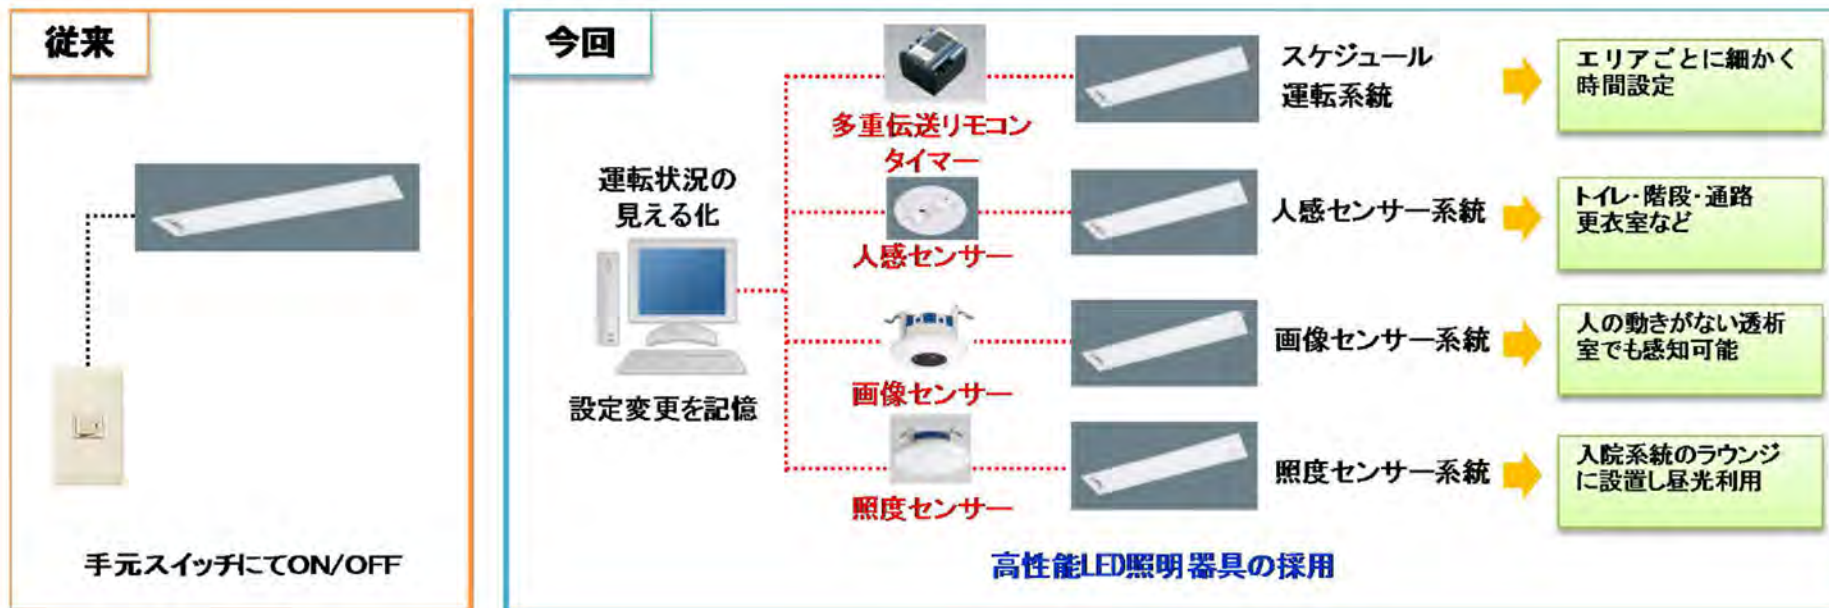 従来
手元スイッチにてON/OFF
今回
運転状況の
見える化
設定変更を記憶
多重伝送リモコン
タイマー
スケジュール
運転系統
エリアごとに細かく
時間設定
人感センサー
人感センサー系統
トイレ・階段・通路
更衣室など
画像センサー
画像センサー系統
人の動きがない透析
室でも感知可能
照度センサー
照度センサー系統
入院系統のラウンジ
に設置し昼光利用
高性能LED照明器具の採用